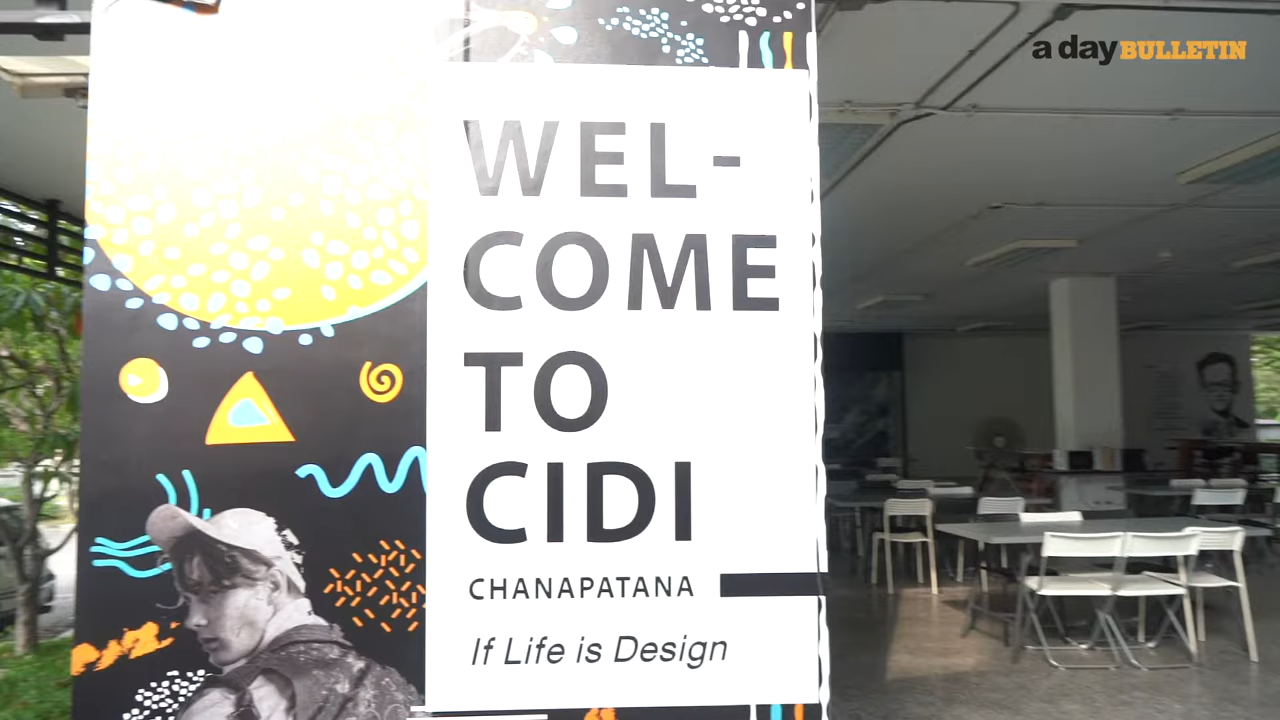 a day BULLETIN
WEL-
COME
TO
CIDI
CHANAPATANA
If Life is Design